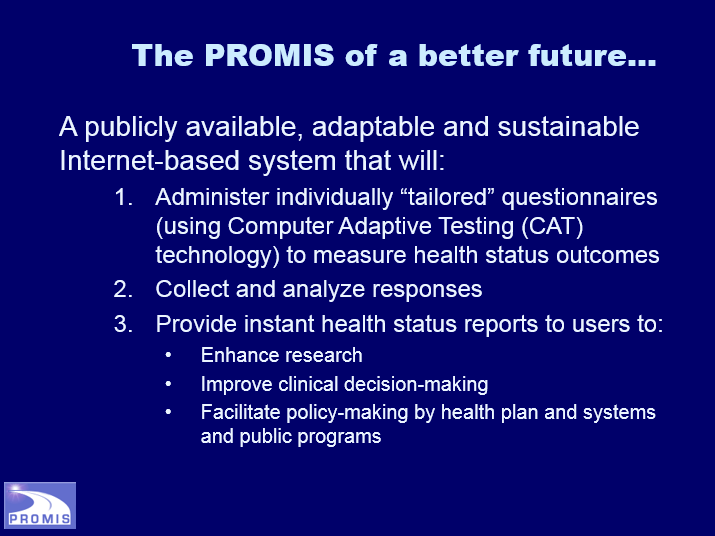 The PROMIS of a better future…
A publicly available, adaptable and sustainable
Internet-based system that will:
1. Administer individually “tailored” questionnaires
(using Computer Adaptive Testing (CAT)
technology) to measure health status outcomes
2. Collect and analyze responses
3. Provide instant health status reports to users to:
• Enhance research
• Improve clinical decision-making
• Facilitate policy-making by health plan and systems
and public programs
PROMIS